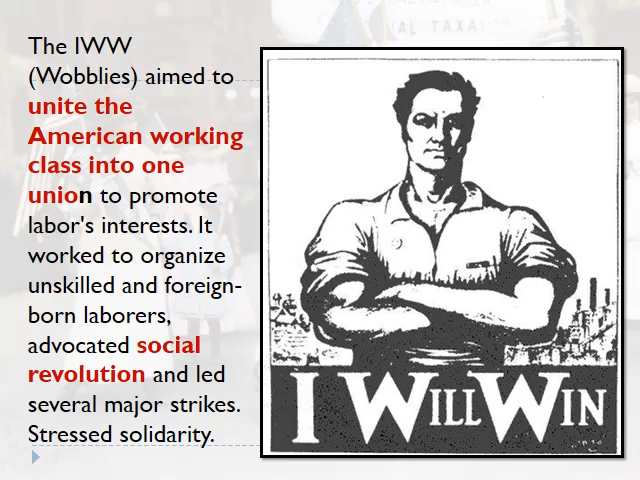 The IWW
(Wobblies) aimed to
unite the
American working
class into one
union to promote
labor's interests. It
worked to organize
unskilled and foreign-
born laborers,
advocated social
revolution and led
several major strikes.
Stressed solidarity.
I WILL WIN